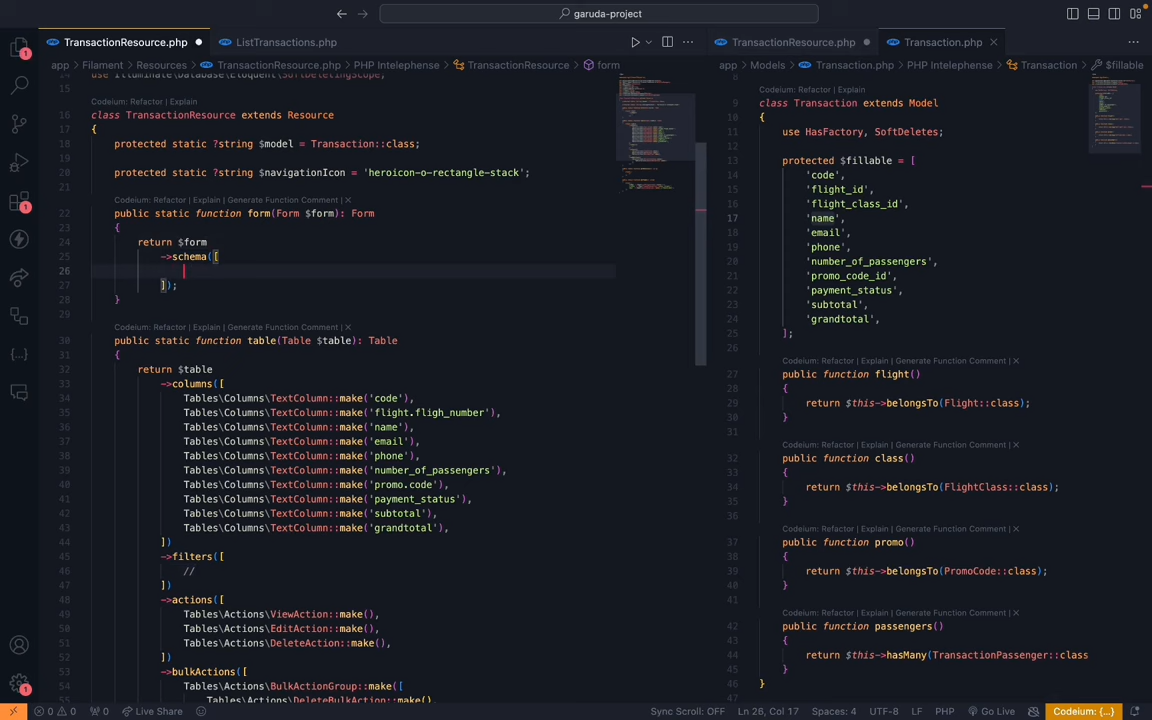 garuda-project
TransactionResource.php
ListTransactions.php
app > Filament > Resources > TransactionResource.php > PHP Intelephense > TransactionResource > form
15
Codeium: Refactor | Explain
16 class TransactionResource extends Resource
17 {
18 protected static ?string $model = Transaction::class;
19
20 protected static ?string $navigationIcon = 'heroicon-o-rectangle-stack';
21
Codeium: Refactor | Explain | Generate Function Comment | ✕
22 public static function form(Form $form): Form
23 {
24 return $form
25 ->schema([
26
27 ]);
28 }
29
Codeium: Refactor | Explain | Generate Function Comment | ✕
30 public static function table(Table $table): Table
31 {
32 return $table
33 ->columns([
34 Tables\Columns\TextColumn::make('code'),
35 Tables\Columns\TextColumn::make('flight.fligh_number'),
36 Tables\Columns\TextColumn::make('name'),
37 Tables\Columns\TextColumn::make('email'),
38 Tables\Columns\TextColumn::make('phone'),
39 Tables\Columns\TextColumn::make('number_of_passengers'),
40 Tables\Columns\TextColumn::make('promo.code'),
41 Tables\Columns\TextColumn::make('payment_status'),
42 Tables\Columns\TextColumn::make('subtotal'),
43 Tables\Columns\TextColumn::make('grandtotal'),
44 ])
45 ->filters([
46 //
47 ])
48 ->actions([
49 Tables\Actions\ViewAction::make(),
50 Tables\Actions\EditAction::make(),
51 Tables\Actions\DeleteAction::make(),
52 ])
53 ->bulkActions([
54 Tables\Actions\BulkActionGroup::make([
55 Tables\Actions\DeleteBulkAction::make(),
TransactionResource.php
Transaction.php
app > Models > Transaction.php > PHP Intelephense > Transaction > $fillable
8
Codeium: Refactor | Explain
9 class Transaction extends Model
10 {
11 use HasFactory, SoftDeletes;
12
13 protected $fillable = [
14 'code',
15 'flight_id',
16 'flight_class_id',
17 'name',
18 'email',
19 'phone',
20 'number_of_passengers',
21 'promo_code_id',
22 'payment_status',
23 'subtotal',
24 'grandtotal',
25 ];
26
Codeium: Refactor | Explain | Generate Function Comment | ✕
27 public function flight()
28 {
29 return $this->belongsTo(Flight::class);
30 }
31
Codeium: Refactor | Explain | Generate Function Comment | ✕
32 public function class()
33 {
34 return $this->belongsTo(FlightClass::class);
35 }
36
Codeium: Refactor | Explain | Generate Function Comment | ✕
37 public function promo()
38 {
39 return $this->belongsTo(PromoCode::class);
40 }
41
Codeium: Refactor | Explain | Generate Function Comment | ✕
42 public function passengers()
43 {
44 return $this->hasMany(TransactionPassenger::class
45 }
46 }
47
0 0 0 Live Share
Sync Scroll: OFF Ln 26, Col 17 Spaces: 4 UTF-8 LF PHP Go Live Codeium: {...}